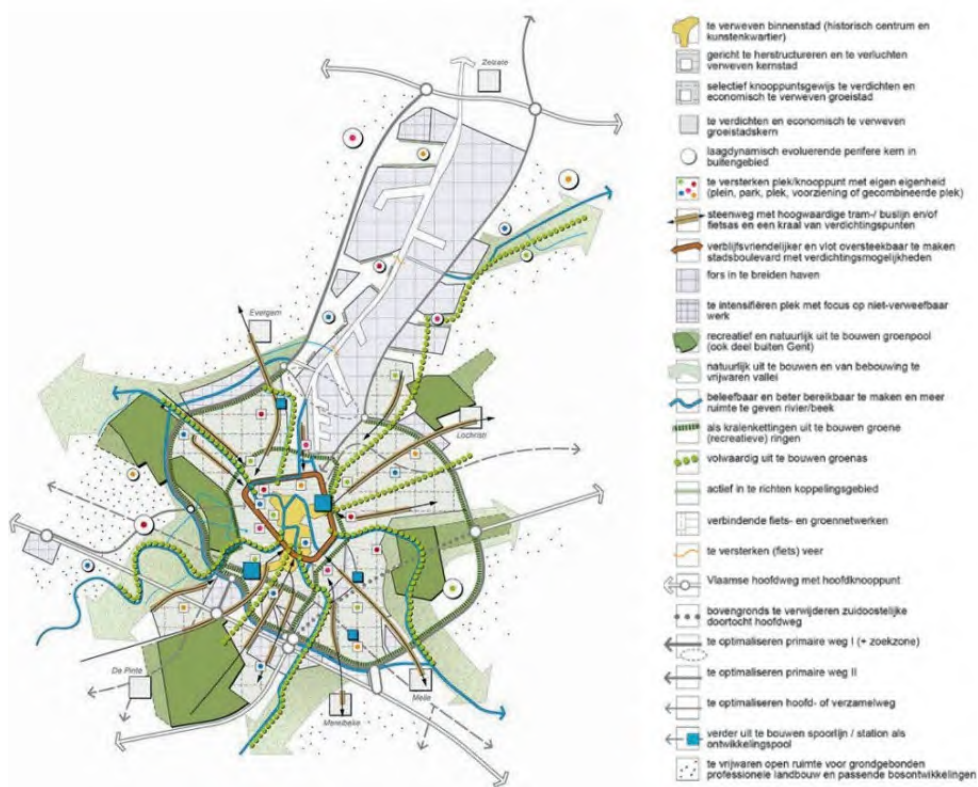 Zelzate
Evergem
Lochristi
De Pinte
Merelbeke
Melle
te verweven binnenstad (historisch centrum en
kunstenkwartier)
gericht te herstructureren en te verluchten
verweven kernstad
selectief knooppuntsgewijs te verdichten en
economisch te verweven groeistad
te verdichten en economisch te verweven
groeistadskern
laagdynamisch evoluerende perifere kern in
buitengebied
te versterken plek/knooppunt met eigen eigenheid
(plein, park, plek, voorziening of gecombineerde plek)
steenweg met hoogwaardige tram-/ buslijn en/of
fietsas en een kraal van verdichtingspunten
verblijfsvriendelijker en vlot oversteekbaar te maken
stadsboulevard met verdichtingsmogelijkheden
fors in te breiden haven
te intensifiëren plek met focus op niet-verweefbaar
werk
recreatief en natuurlijk uit te bouwen groenpool
(ook deel buiten Gent)
natuurlijk uit te bouwen en van bebouwing te
vrijwaren vallei
beleefbaar en beter bereikbaar te maken en meer
ruimte te geven rivier/beek
als kralenkettingen uit te bouwen groene
(recreatieve) ringen
volwaardig uit te bouwen groenas
actief in te richten koppelingsgebied
verbindende fiets- en groennetwerken
te versterken (fiets) veer
Vlaamse hoofdweg met hoofdknooppunt
bovengronds te verwijderen zuidoostelijke
doortocht hoofdweg
te optimaliseren primaire weg I (+ zoekzone)
te optimaliseren primaire weg II
te optimaliseren hoofd- of verzamelweg
verder uit te bouwen spoorlijn / station als
ontwikkelingspool
te vrijwaren open ruimte voor grondgebonden
professionele landbouw en passende bosontwikkelingen